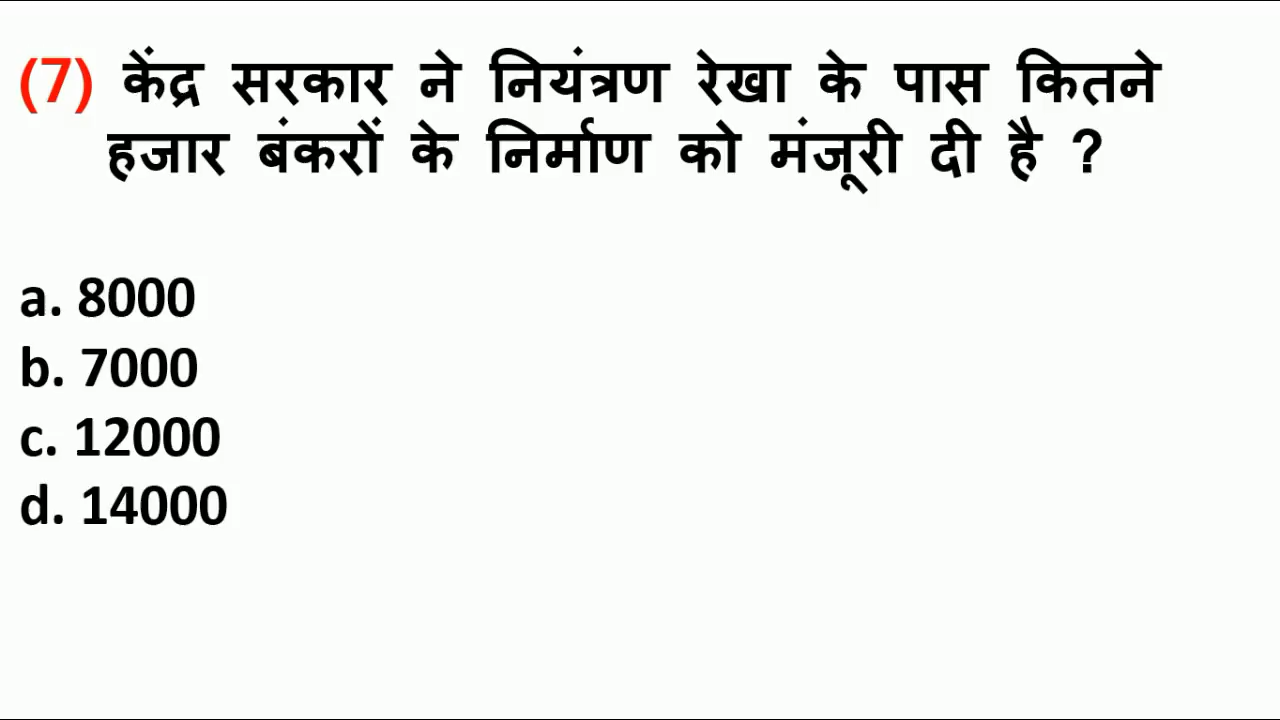 (7) केंद्र सरकार ने नियंत्रण रेखा के पास कितने
हजार बंकरों के निर्माण को मंजूरी दी है ?
a. 8000
b. 7000
c. 12000
d. 14000